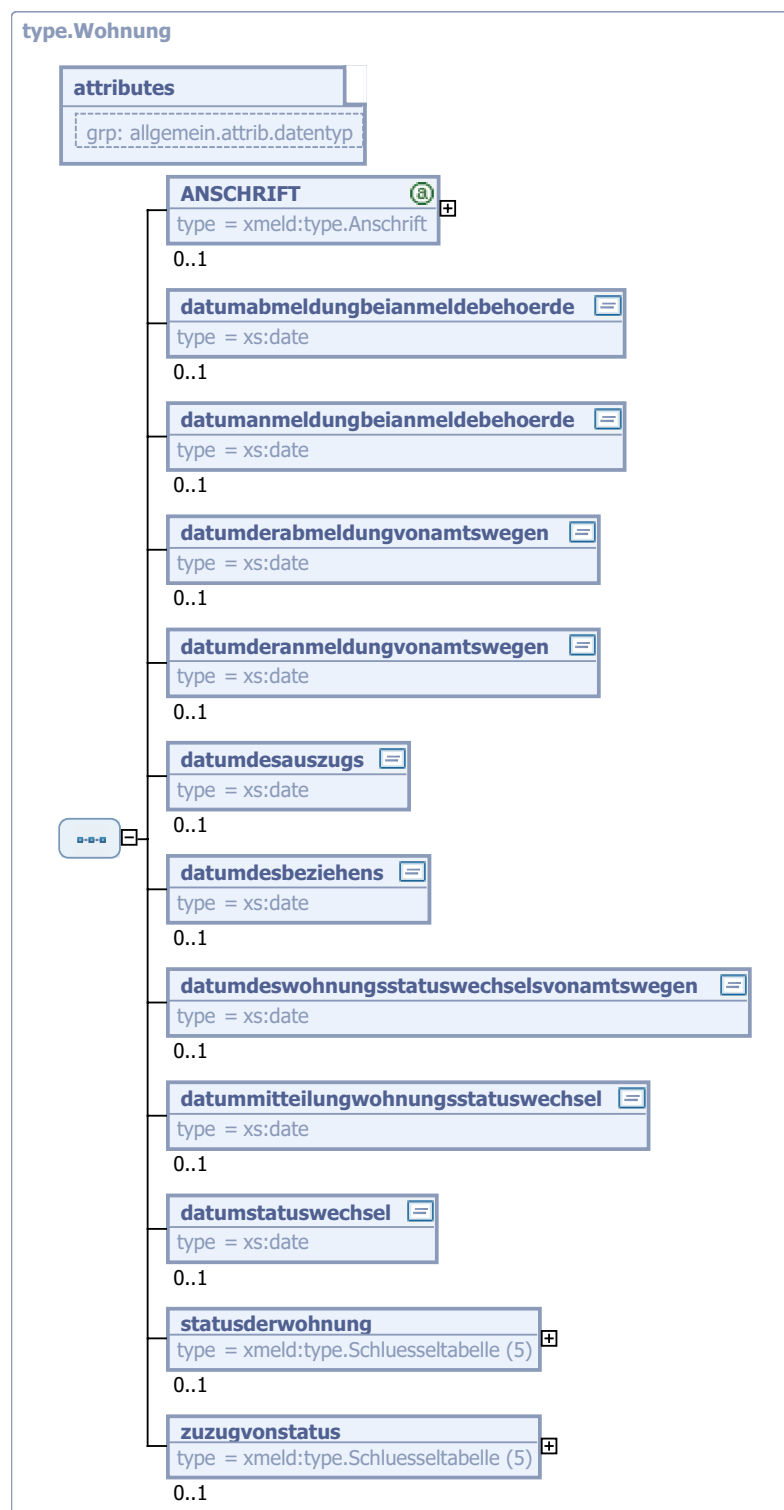 type.Wohnung
attributes
grp: allgemein.attrib.datentyp
ANSCHRIFT a
type = xmeld:type.Anschrift
0..1
datumabmeldungbeianmeldebehoerde
type = xs:date
0..1
datumanmeldungbeianmeldebehoerde
type = xs:date
0..1
datumderabmeldungvonamtswegen
type = xs:date
0..1
datumderanmeldungvonamtswegen
type = xs:date
0..1
datumdesauszugs
type = xs:date
0..1
datumdesbeziehens
type = xs:date
0..1
datumdeswohnungsstatuswechselsvonamtswegen
type = xs:date
0..1
datummitteilungwohnungsstatuswechsel
type = xs:date
0..1
datumstatuswechsel
type = xs:date
0..1
statusderwohnung
type = xmeld:type.Schluesseltabelle (5)
0..1
zuzugvonstatus
type = xmeld:type.Schluesseltabelle (5)
0..1